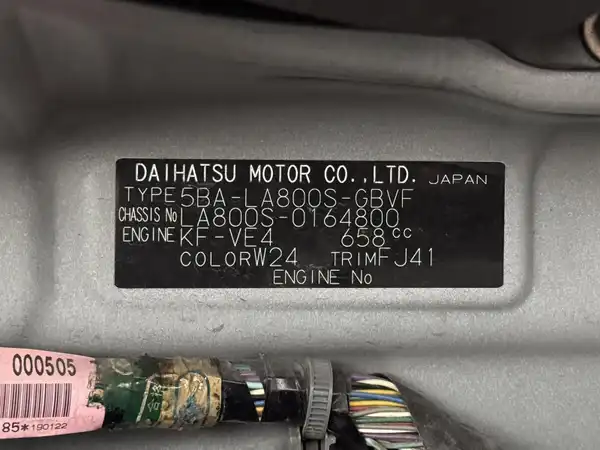 DAIHATSU MOTOR CO.,LTD. JAPAN
TYPE 5BA-LA800S-GBVF
CHASSIS No LA800S-0164800
ENGINE KF-VE4 658cc
COLOR W24 TRIM FJ41
ENGINE No
000505
85*190122